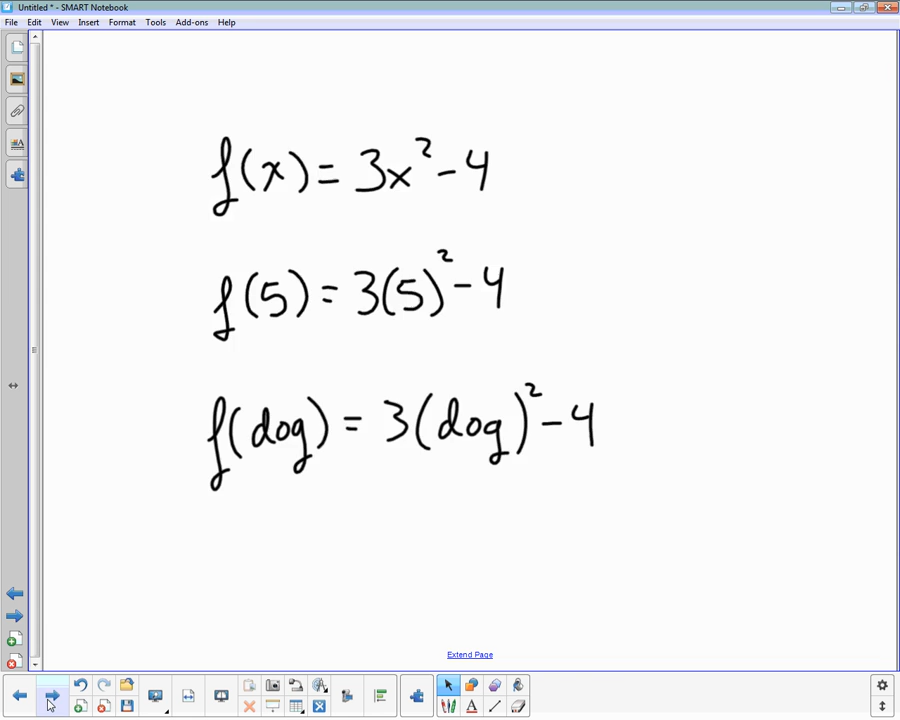 Untitled * - SMART Notebook
File Edit View Insert Format Tools Add-ons Help
f(x) = 3x² - 4
f(5) = 3(5)² - 4
f(dog) = 3(dog)² - 4
Extend Page